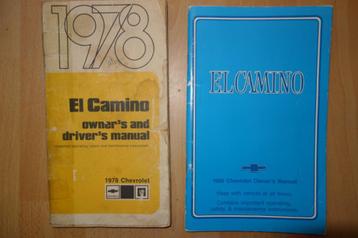 1978
El Camino
owner's and
driver's manual
1978 Chevrolet
EL CAMINO
Chevrolet Owner's Manual
Keep with vehicle at all times.
Contains important operating,
safety & maintenance instructions.